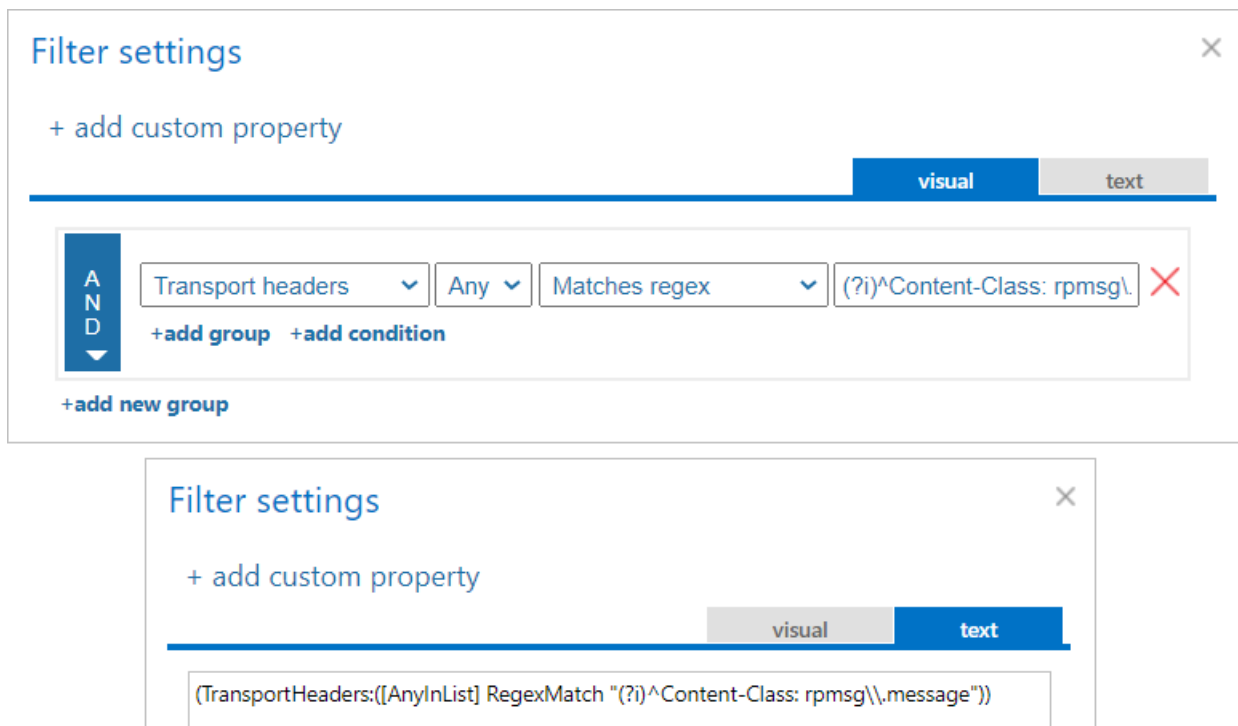 Filter settings
+ add custom property
visual text
AND
Transport headers Any Matches regex (?i)^Content-Class: rpmsg\.
+add group +add condition
+add new group
Filter settings
+ add custom property
visual text
(TransportHeaders:([AnyInList] RegexMatch "(?i)^Content-Class: rpmsg\\.message"))